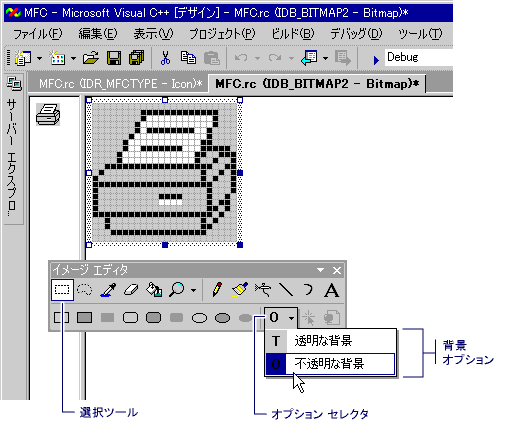 MFC - Microsoft Visual C++ [デザイン] - MFC.rc (IDB_BITMAP2 - Bitmap)*
ファイル(F) 編集(E) 表示(V) プロジェクト(P) ビルド(B) デバッグ(D) ツール(T)
Debug
MFC.rc (IDR_MFCTYPE - Icon)* MFC.rc (IDB_BITMAP2 - Bitmap)*
サーバー エクスプロ...
イメージ エディタ
A
O
T 透明な背景
O 不透明な背景
背景
オプション
選択ツール
オプション セレクタ